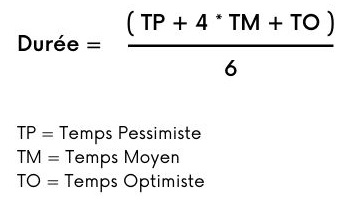 Durée = ( TP + 4 * TM + TO )
6
TP = Temps Pessimiste
TM = Temps Moyen
TO = Temps Optimiste